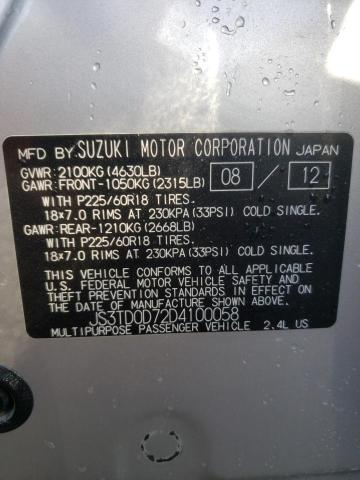 MFD BY SUZUKI MOTOR CORPORATION JAPAN
GVWR: 2100KG (4630LB)
GAWR: FRONT-1050KG (2315LB) 08 / 12
WITH P225/60R18 TIRES.
18×7.0 RIMS AT 230KPA (33PSI) COLD SINGLE.
GAWR: REAR-1210KG (2668LB)
WITH P225/60R18 TIRES.
18×7.0 RIMS AT 230KPA (33PSI) COLD SINGLE.
THIS VEHICLE CONFORMS TO ALL APPLICABLE
U.S. FEDERAL MOTOR VEHICLE SAFETY AND
THEFT PREVENTION STANDARDS IN EFFECT ON
THE DATE OF MANUFACTURE SHOWN ABOVE.
JS3TD0D72D4100058
MULTIPURPOSE PASSENGER VEHICLE 2.4L US